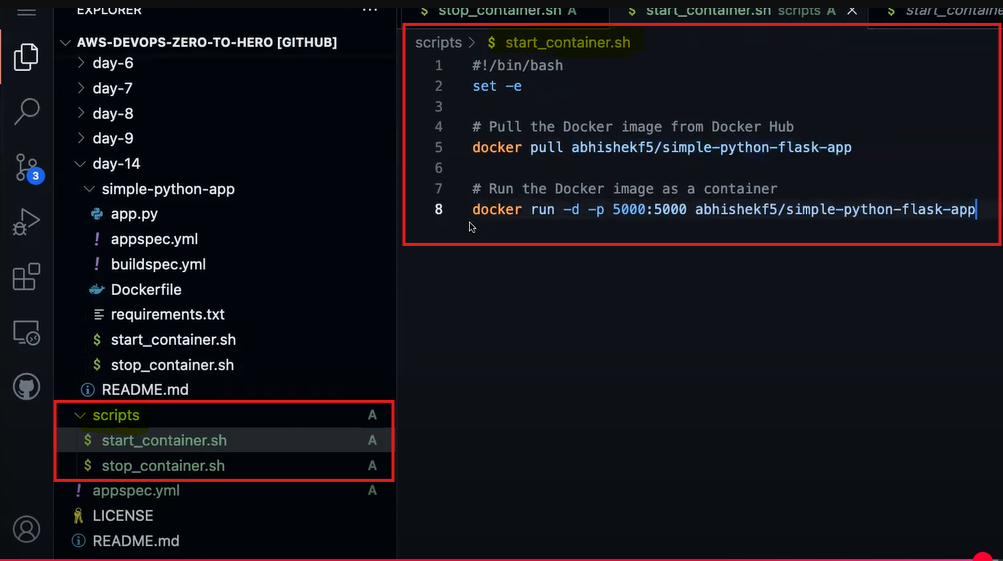 EXPLORER
...
AWS-DEVOPS-ZERO-TO-HERO [GITHUB]
day-6
day-7
day-8
day-9
day-14
simple-python-app
app.py
! appspec.yml
! buildspec.yml
Dockerfile
requirements.txt
$ start_container.sh
$ stop_container.sh
README.md
scripts A
$ start_container.sh A
$ stop_container.sh A
! appspec.yml A
LICENSE
README.md
3
$ stop_container.sh A
$ start_container.sh scripts A
$ start_container
scripts > $ start_container.sh
1 #!/bin/bash
2 set -e
3
4 # Pull the Docker image from Docker Hub
5 docker pull abhishekf5/simple-python-flask-app
6
7 # Run the Docker image as a container
8 docker run -d -p 5000:5000 abhishekf5/simple-python-flask-app